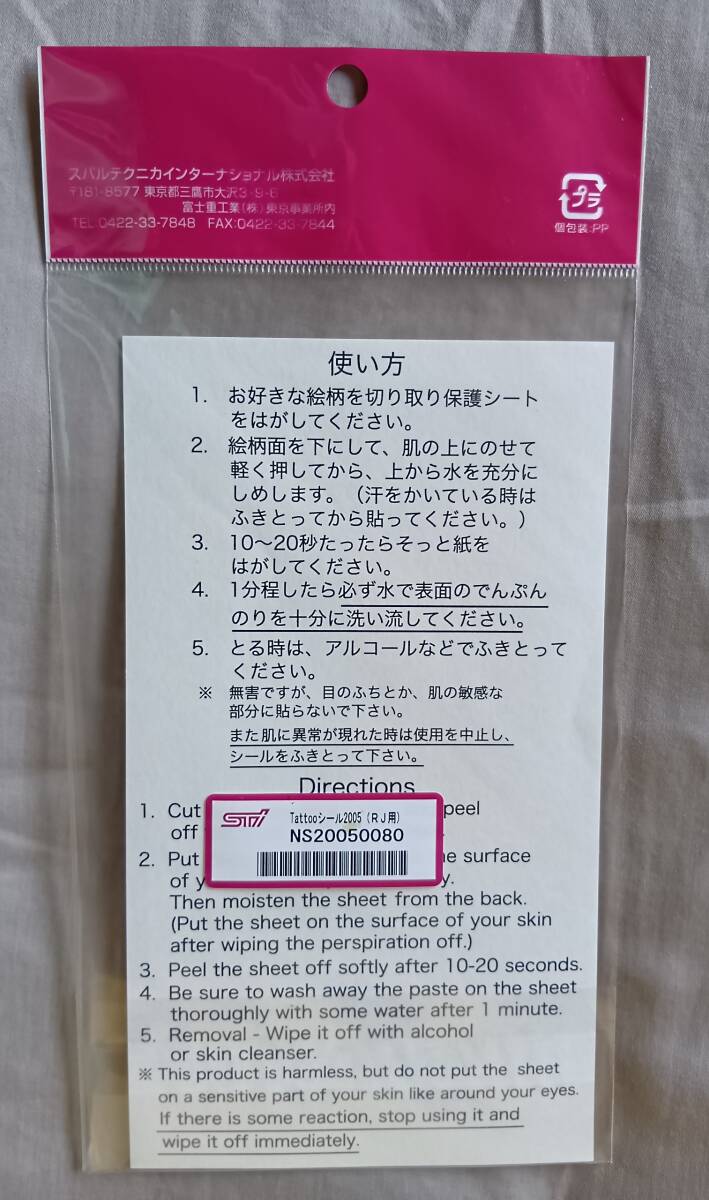 スバルテクニカインターナショナル株式会社
〒181-8577 東京都三鷹市大沢3-9-6
富士重工業(株)東京事業所内
TEL:0422-33-7848 FAX:0422-33-7844
プラ
個包装:PP
使い方
1. お好きな絵柄を切り取り保護シート
をはがしてください。
2. 絵柄面を下にして、肌の上にのせて
軽く押してから、上から水を充分に
しめします。（汗をかいている時は
ふきとってから貼ってください。）
3. 10〜20秒たったらそっと紙を
はがしてください。
4. 1分程したら必ず水で表面のでんぷん
のりを十分に洗い流してください。
5. とる時は、アルコールなどでふきとって
ください。
※ 無害ですが、目のふちとか、肌の敏感な
部分に貼らないで下さい。
また肌に異常が現れた時は使用を中止し、
シールをふきとって下さい。
Directions
1. Cut peel
off
STI
Tattooシール2005（RJ用）
NS20050080
2. Put surface
of
Then moisten the sheet from the back.
(Put the sheet on the surface of your skin
after wiping the perspiration off.)
3. Peel the sheet off softly after 10-20 seconds.
4. Be sure to wash away the paste on the sheet
thoroughly with some water after 1 minute.
5. Removal - Wipe it off with alcohol
or skin cleanser.
※ This product is harmless, but do not put the sheet
on a sensitive part of your skin like around your eyes.
If there is some reaction, stop using it and
wipe it off immediately.